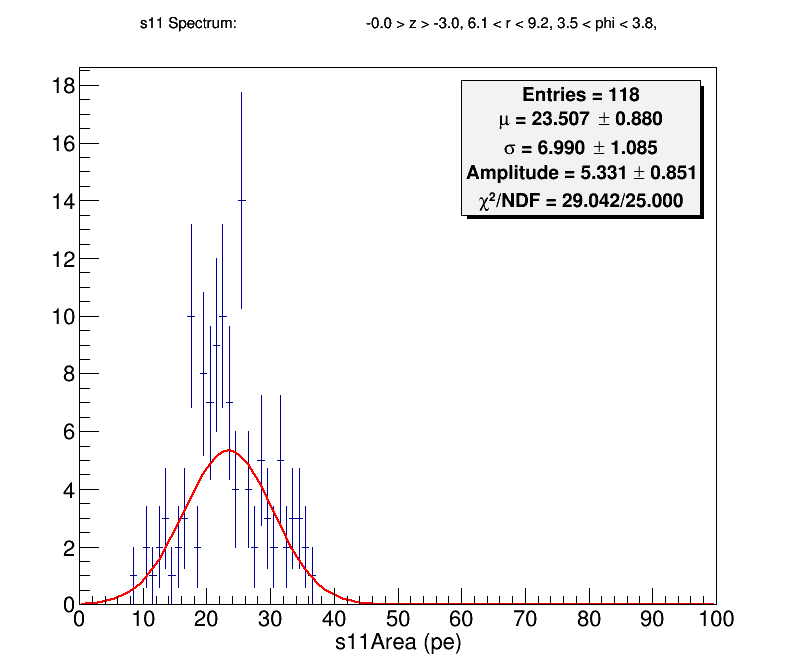 s11 Spectrum: -0.0 > z > -3.0, 6.1 < r < 9.2, 3.5 < phi < 3.8,
Entries = 118
μ = 23.507 ± 0.880
σ = 6.990 ± 1.085
Amplitude = 5.331 ± 0.851
χ²/NDF = 29.042/25.000
18
16
14
12
10
8
6
4
2
0
0 10 20 30 40 50 60 70 80 90 100
s11Area (pe)